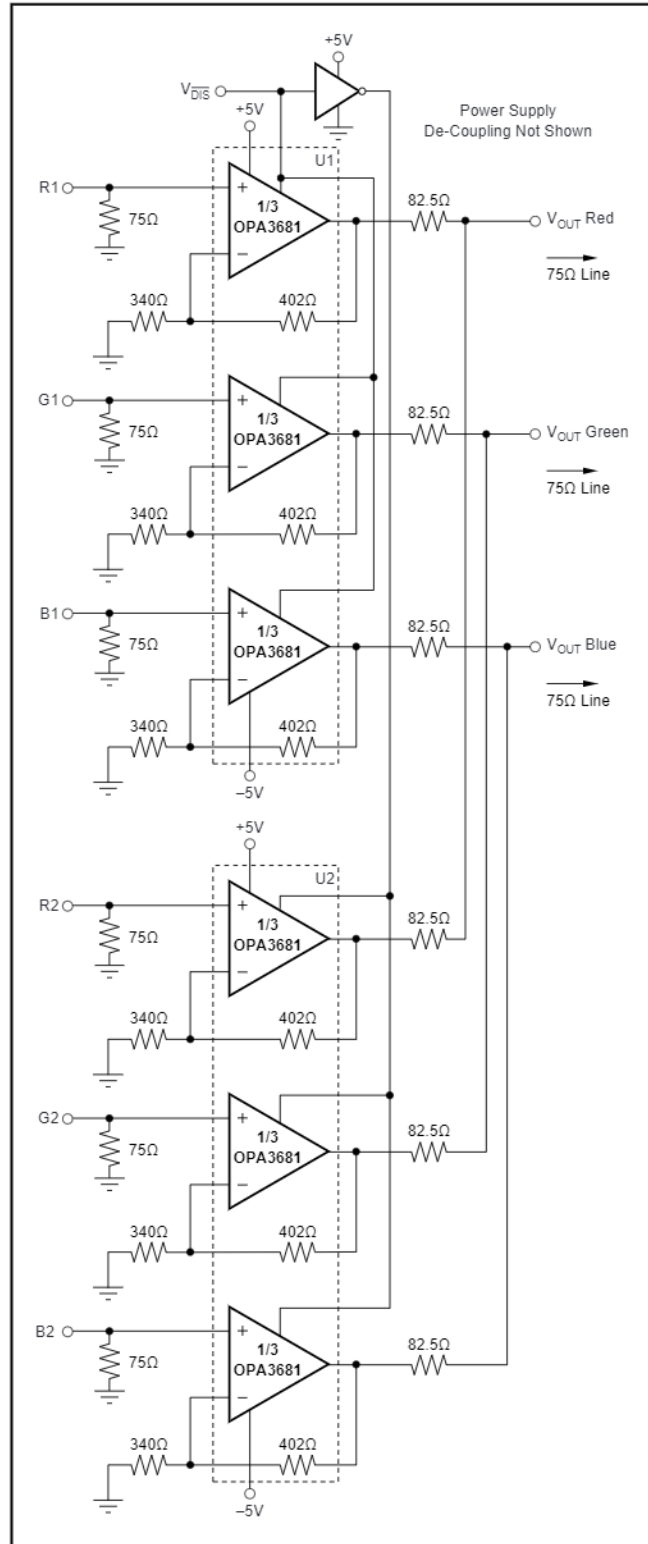 +5V
V_DIS
+5V
Power Supply
De-Coupling Not Shown
U1
R1
75Ω
+
1/3
OPA3681
−
82.5Ω
V_OUT Red
75Ω Line
340Ω
402Ω
G1
75Ω
+
1/3
OPA3681
−
82.5Ω
V_OUT Green
75Ω Line
340Ω
402Ω
B1
75Ω
+
1/3
OPA3681
−
82.5Ω
V_OUT Blue
75Ω Line
340Ω
402Ω
−5V
+5V
U2
R2
75Ω
+
1/3
OPA3681
−
82.5Ω
340Ω
402Ω
G2
75Ω
+
1/3
OPA3681
−
82.5Ω
340Ω
402Ω
B2
75Ω
+
1/3
OPA3681
−
82.5Ω
340Ω
402Ω
−5V